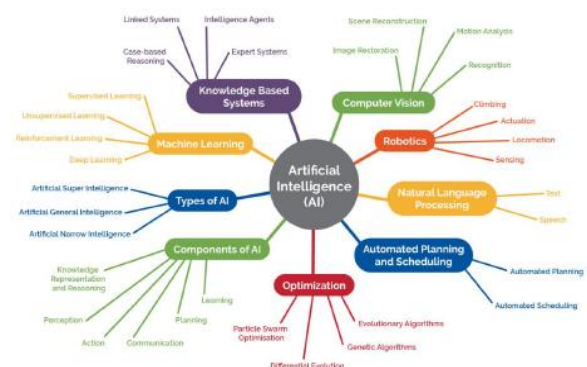 Linked Systems
Intelligence Agents
Case-based
Reasoning
Expert Systems
Knowledge Based
Systems
Scene Reconstruction
Motion Analysis
Image Restoration
Recognition
Computer Vision
Supervised Learning
Unsupervised Learning
Reinforcement Learning
Deep Learning
Machine Learning
Climbing
Actuation
Locomotion
Sensing
Robotics
Artificial
Intelligence
(AI)
Artificial Super Intelligence
Artificial General Intelligence
Artificial Narrow Intelligence
Types of AI
Natural Language
Processing
Text
Speech
Components of AI
Knowledge
Representation
and Reasoning
Perception
Action
Communication
Planning
Learning
Automated Planning
and Scheduling
Automated Planning
Automated Scheduling
Optimization
Particle Swarm
Optimisation
Differential Evolution
Genetic Algorithms
Evolutionary Algorithms